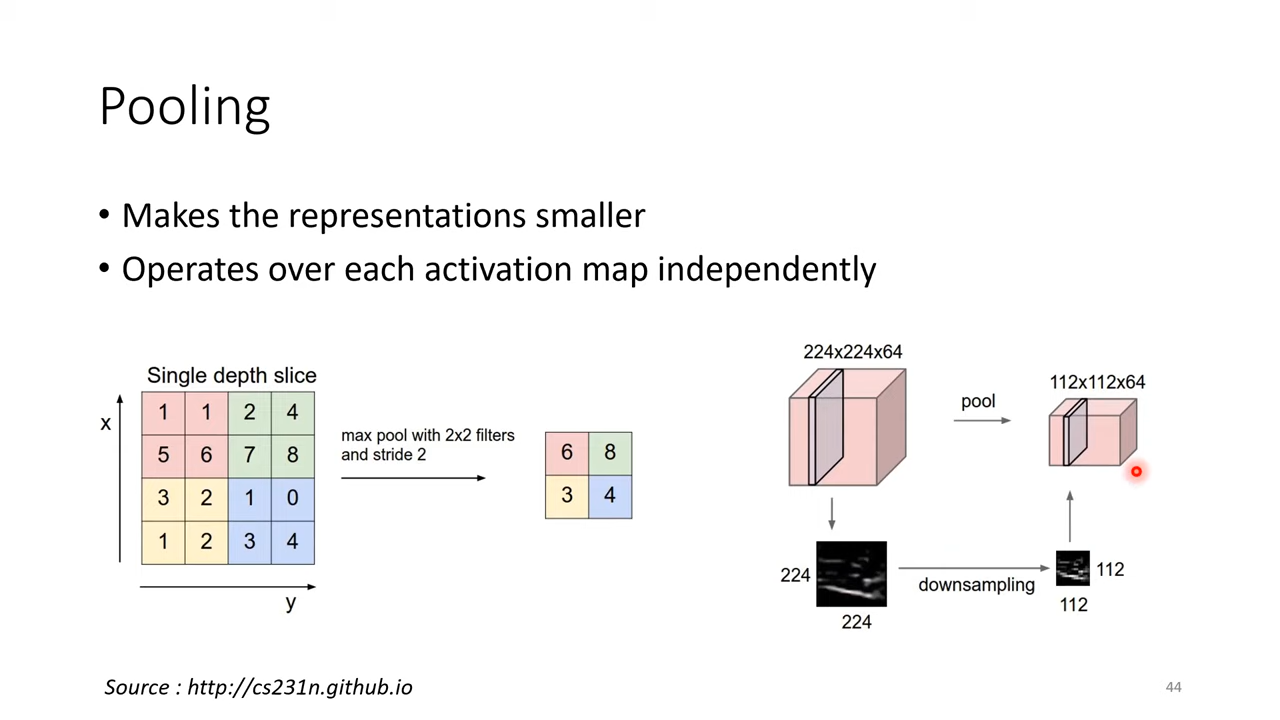 Pooling
• Makes the representations smaller
• Operates over each activation map independently
Single depth slice
x
1 1 2 4
5 6 7 8
3 2 1 0
1 2 3 4
y
max pool with 2x2 filters
and stride 2
6 8
3 4
224x224x64
pool
112x112x64
224
224
downsampling
112
112
Source : http://cs231n.github.io
44